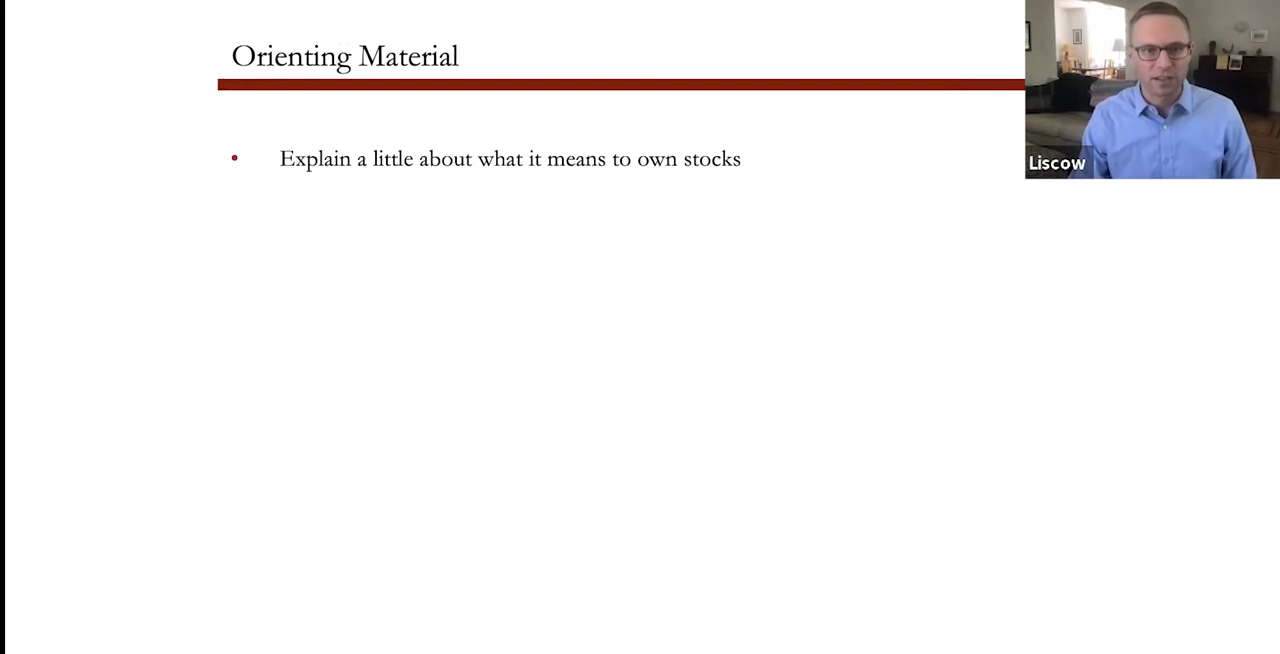 Orienting Material
• Explain a little about what it means to own stocks
Liscow